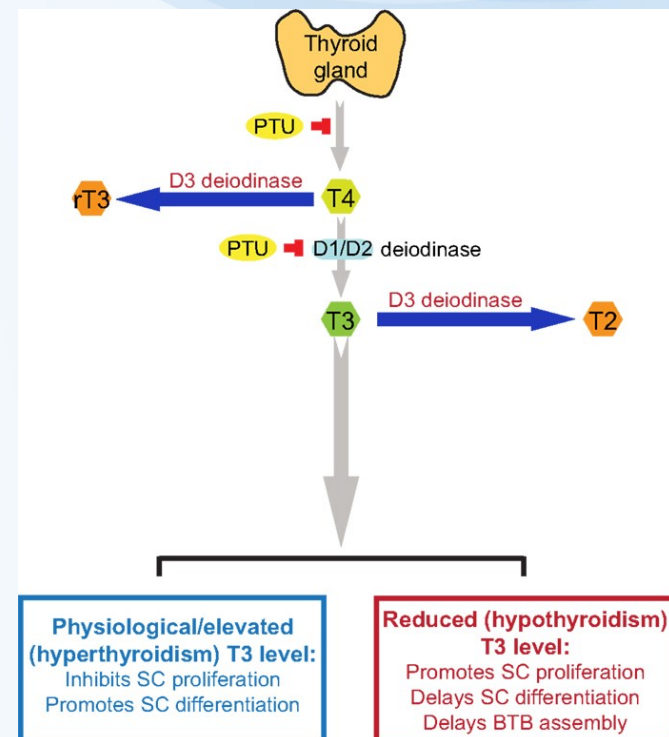 Thyroid
gland
PTU
D3 deiodinase
rT3
T4
PTU
D1/D2 deiodinase
D3 deiodinase
T3
T2
Physiological/elevated
(hyperthyroidism) T3 level:
Inhibits SC proliferation
Promotes SC differentiation
Reduced (hypothyroidism)
T3 level:
Promotes SC proliferation
Delays SC differentiation
Delays BTB assembly